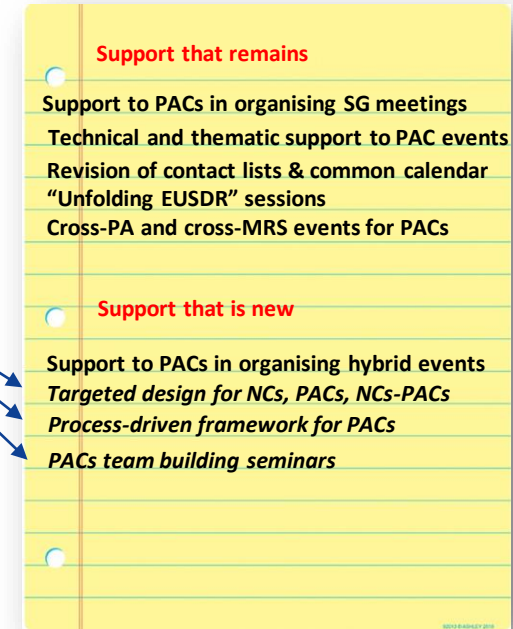 Support that remains
Support to PACs in organising SG meetings
Technical and thematic support to PAC events
Revision of contact lists & common calendar
“Unfolding EUSDR” sessions
Cross-PA and cross-MRS events for PACs
Support that is new
Support to PACs in organising hybrid events
Targeted design for NCs, PACs, NCs-PACs
Process-driven framework for PACs
PACs team building seminars